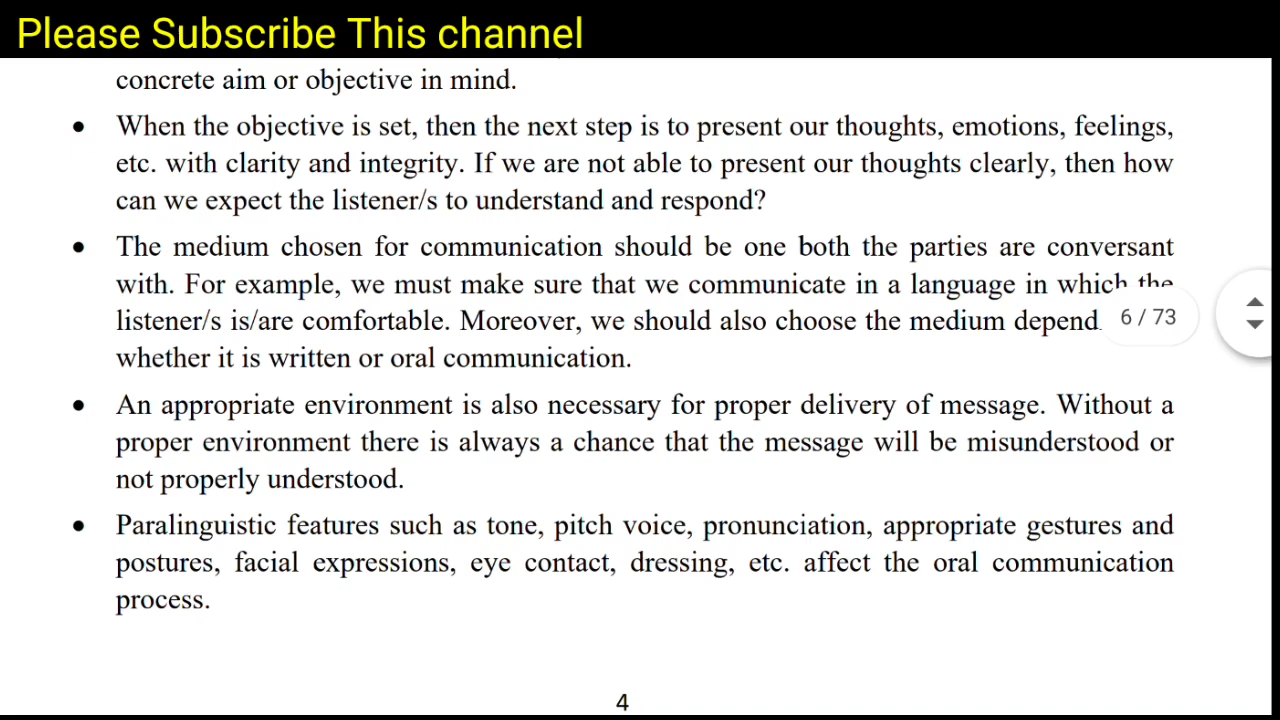 Please Subscribe This channel
concrete aim or objective in mind.
• When the objective is set, then the next step is to present our thoughts, emotions, feelings,
etc. with clarity and integrity. If we are not able to present our thoughts clearly, then how
can we expect the listener/s to understand and respond?
• The medium chosen for communication should be one both the parties are conversant
with. For example, we must make sure that we communicate in a language in which the
listener/s is/are comfortable. Moreover, we should also choose the medium depend
6 / 73
whether it is written or oral communication.
• An appropriate environment is also necessary for proper delivery of message. Without a
proper environment there is always a chance that the message will be misunderstood or
not properly understood.
• Paralinguistic features such as tone, pitch voice, pronunciation, appropriate gestures and
postures, facial expressions, eye contact, dressing, etc. affect the oral communication
process.
4